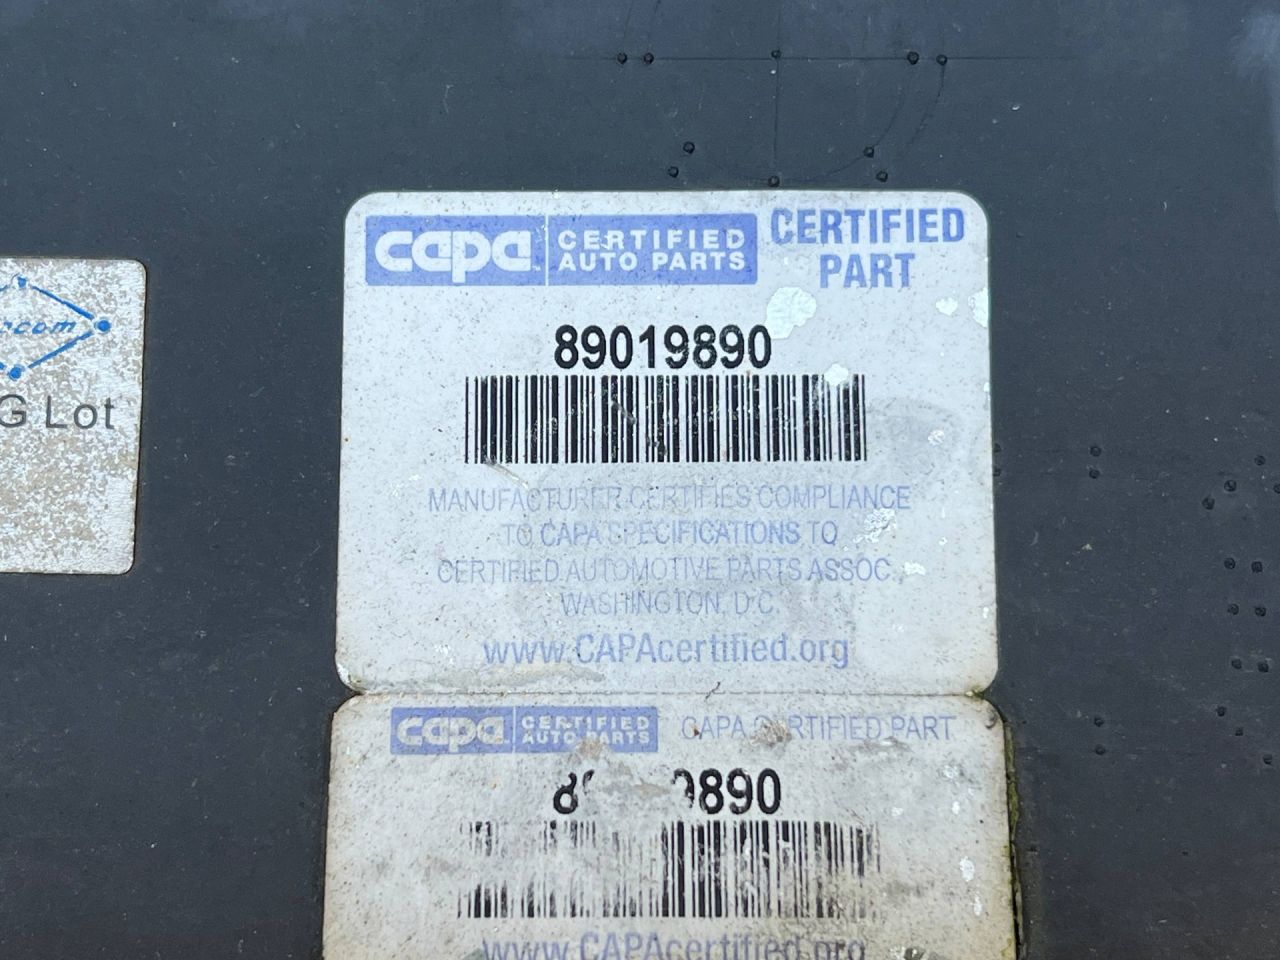 capa CERTIFIED AUTO PARTS
CERTIFIED PART
89019890
MANUFACTURER CERTIFIES COMPLIANCE
TO CAPA SPECIFICATIONS TO
CERTIFIED AUTOMOTIVE PARTS ASSOC.,
WASHINGTON, D.C.
www.CAPAcertified.org
capa CERTIFIED AUTO PARTS
CAPA CERTIFIED PART
9890
www.CAPAcertified.org
G Lot